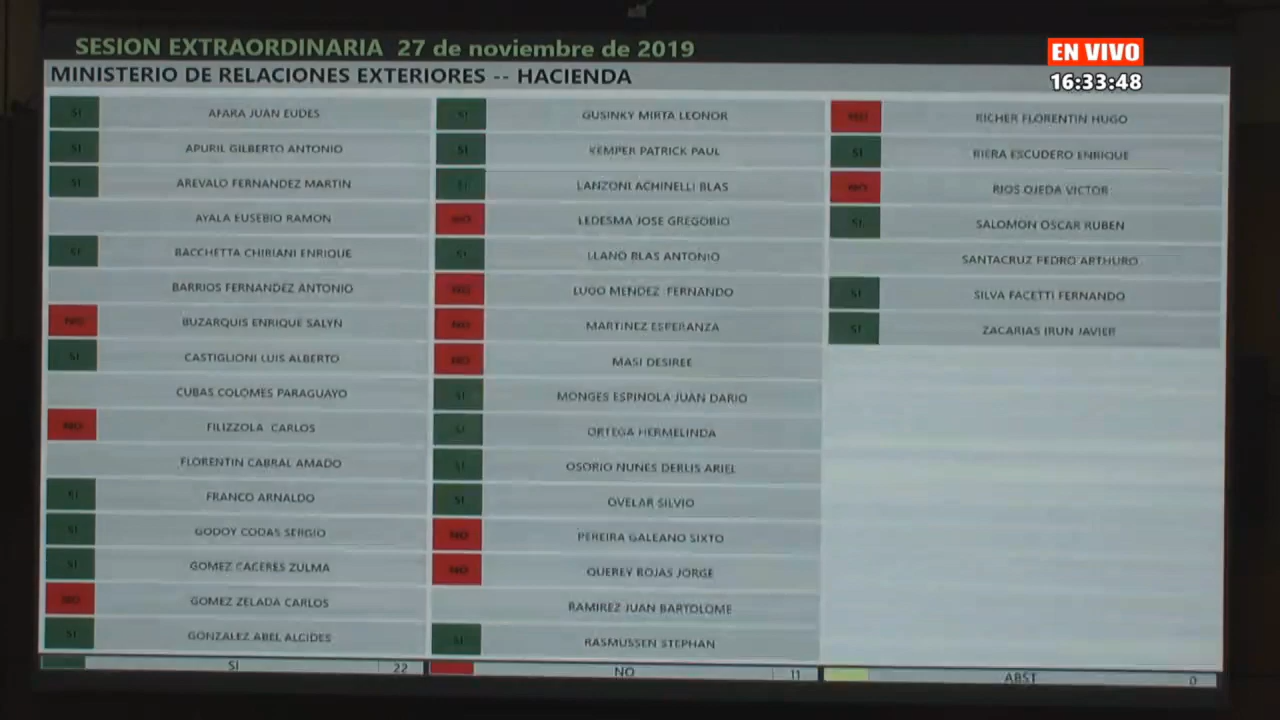 SESION EXTRAORDINARIA 27 de noviembre de 2019
EN VIVO
16:33:48
MINISTERIO DE RELACIONES EXTERIORES -- HACIENDA
SI AFARA JUAN EUDES
SI APURIL GILBERTO ANTONIO
SI AREVALO FERNANDEZ MARTIN
AYALA EUSEBIO RAMON
SI BACCHETTA CHIRIANI ENRIQUE
BARRIOS FERNANDEZ ANTONIO
NO BUZARQUIS ENRIQUE SALYN
SI CASTIGLIONI LUIS ALBERTO
CUBAS COLOMES PARAGUAYO
NO FILIZZOLA CARLOS
FLORENTIN CABRAL AMADO
SI FRANCO ARNALDO
SI GODOY CODAS SERGIO
SI GOMEZ CACERES ZULMA
NO GOMEZ ZELADA CARLOS
SI GONZALEZ ABEL ALCIDES
SI GUSINKY MIRTA LEONOR
SI KEMPER PATRICK PAUL
SI LANZONI ACHINELLI BLAS
NO LEDESMA JOSE GREGORIO
SI LLANO BLAS ANTONIO
NO LUGO MENDEZ FERNANDO
NO MARTINEZ ESPERANZA
NO MASI DESIREE
SI MONGES ESPINOLA JUAN DARIO
SI ORTEGA HERMELINDA
SI OSORIO NUNES DERLIS ARIEL
SI OVELAR SILVIO
NO PEREIRA GALEANO SIXTO
NO QUEREY ROJAS JORGE
RAMIREZ JUAN BARTOLOME
SI RASMUSSEN STEPHAN
NO RICHER FLORENTIN HUGO
SI RIERA ESCUDERO ENRIQUE
NO RIOS OJEDA VICTOR
SI SALOMON OSCAR RUBEN
SANTACRUZ PEDRO ARTHURO
SI SILVA FACETTI FERNANDO
SI ZACARIAS IRUN JAVIER
SI 22 NO 11 ABST 0